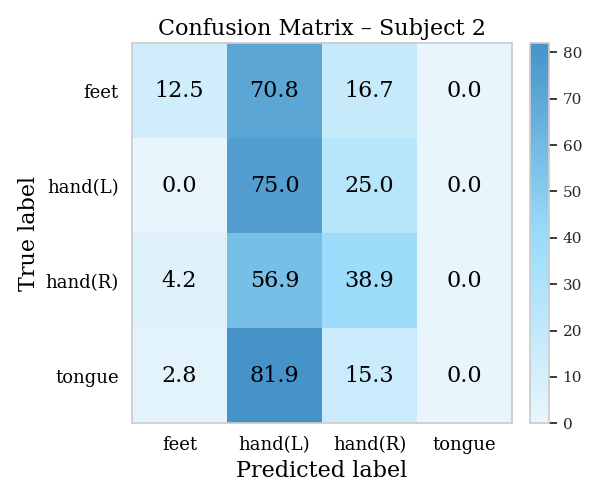 Confusion Matrix – Subject 2
True label
feet 12.5 70.8 16.7 0.0
hand(L) 0.0 75.0 25.0 0.0
hand(R) 4.2 56.9 38.9 0.0
tongue 2.8 81.9 15.3 0.0
feet hand(L) hand(R) tongue
Predicted label
80
70
60
50
40
30
20
10
0